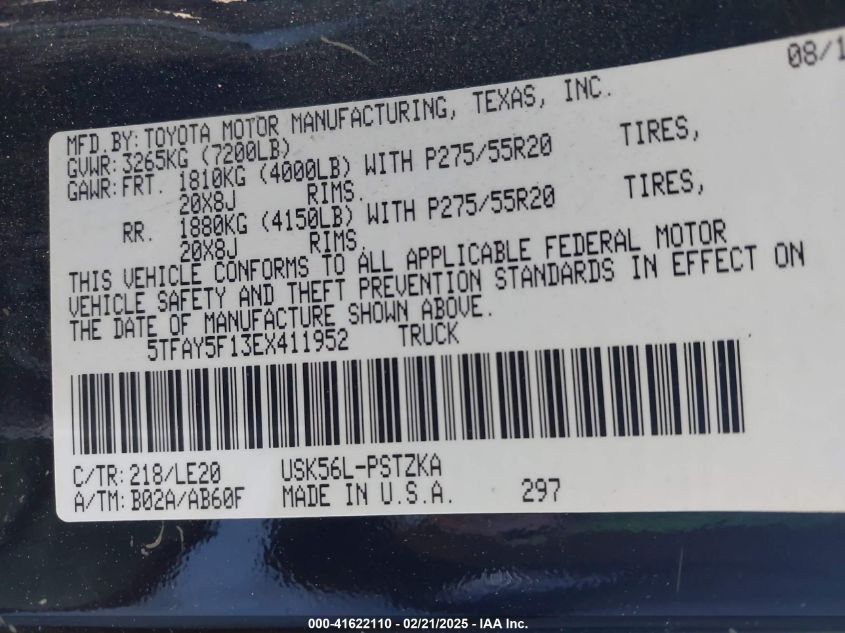 08/1
MFD.BY: TOYOTA MOTOR MANUFACTURING, TEXAS, INC.
GVWR: 3265KG (7200LB)
GAWR: FRT. 1810KG (4000LB) WITH P275/55R20 TIRES,
20X8J RIMS.
RR. 1880KG (4150LB) WITH P275/55R20 TIRES,
20X8J RIMS.
THIS VEHICLE CONFORMS TO ALL APPLICABLE FEDERAL MOTOR
VEHICLE SAFETY AND THEFT PREVENTION STANDARDS IN EFFECT ON
THE DATE OF MANUFACTURE SHOWN ABOVE.
5TFAY5F13EX411952 TRUCK
C/TR: 218/LE20 USK56L-PSTZKA
A/TM: B02A/AB60F MADE IN U.S.A. 297
000-41622110 - 02/21/2025 - IAA Inc.